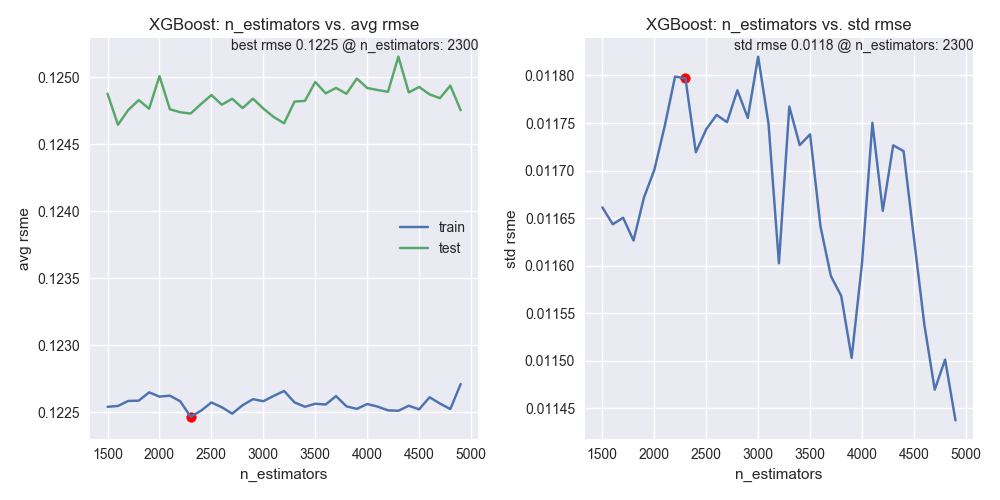 XGBoost: n_estimators vs. avg rmse
best rmse 0.1225 @ n_estimators: 2300
0.1250
0.1245
0.1240
0.1235
0.1230
0.1225
avg rsme
train
test
1500 2000 2500 3000 3500 4000 4500 5000
n_estimators
XGBoost: n_estimators vs. std rmse
std rmse 0.0118 @ n_estimators: 2300
0.01180
0.01175
0.01170
0.01165
0.01160
0.01155
0.01150
0.01145
std rsme
1500 2000 2500 3000 3500 4000 4500 5000
n_estimators